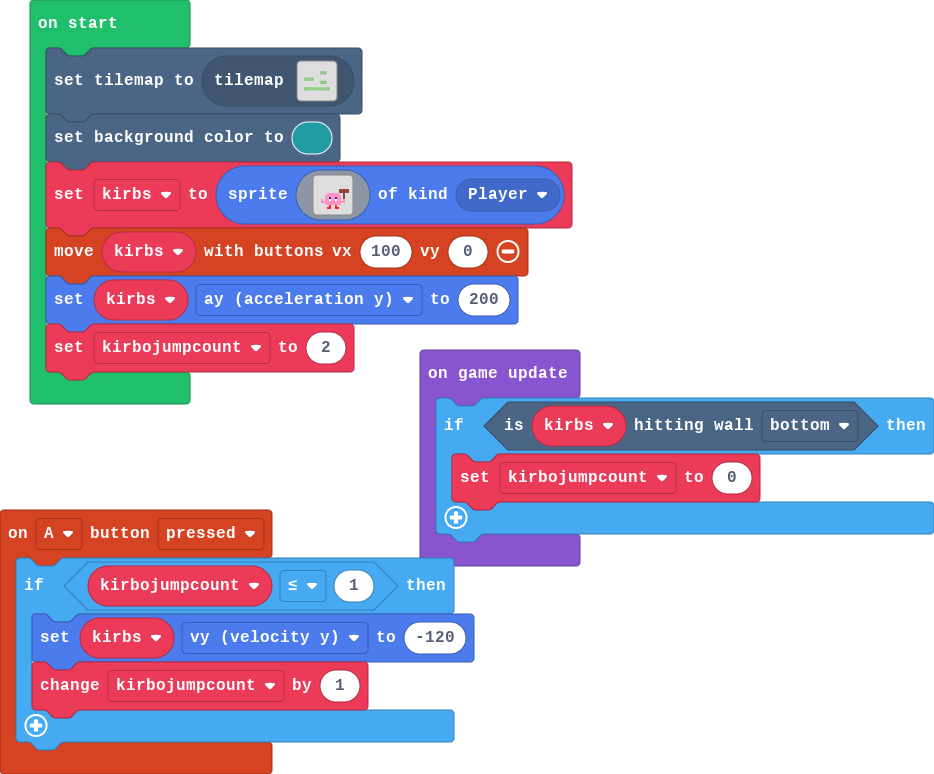 on start
set tilemap to tilemap
set background color to
set kirbs to sprite of kind Player
move kirbs with buttons vx 100 vy 0
set kirbs ay (acceleration y) to 200
set kirbojumpcount to 2
on game update
if is kirbs hitting wall bottom then
set kirbojumpcount to 0
on A button pressed
if kirbojumpcount ≤ 1 then
set kirbs vy (velocity y) to -120
change kirbojumpcount by 1